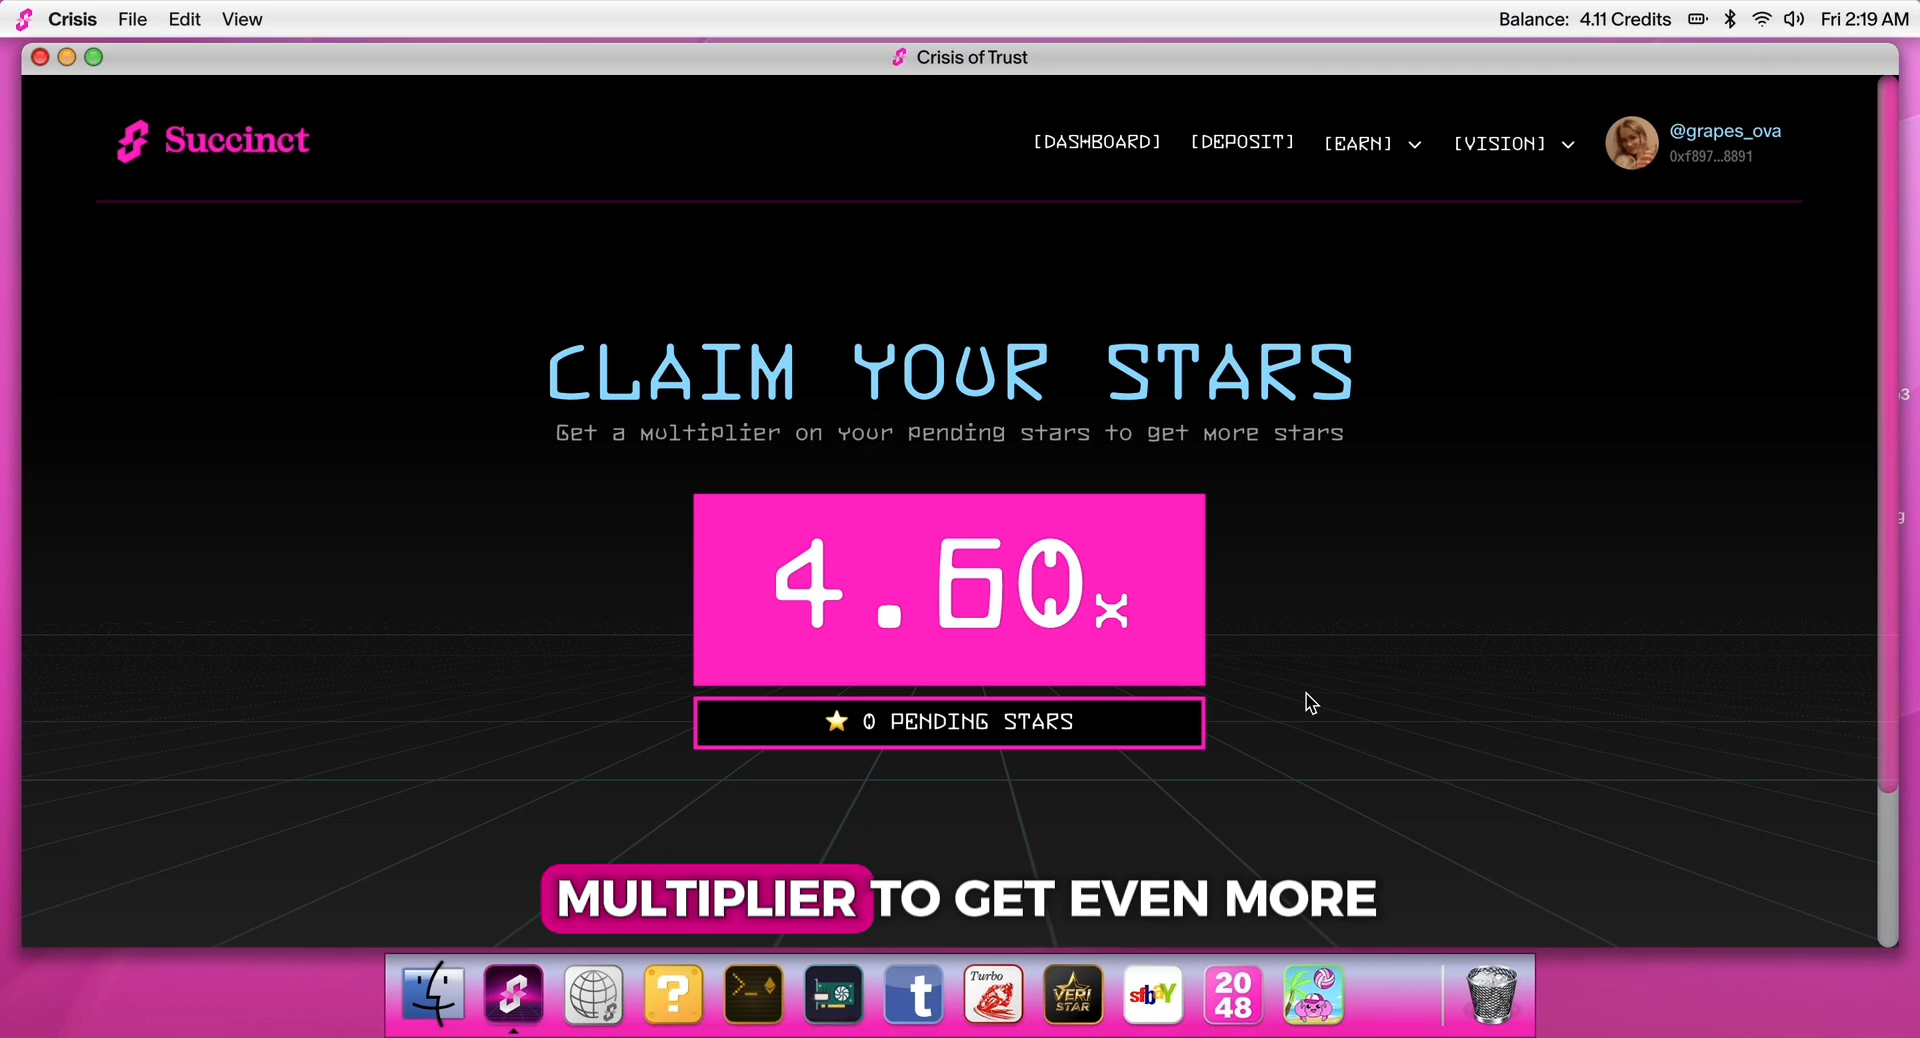 Crisis File Edit View Balance: 4.11 Credits Fri 2:19 AM
Crisis of Trust
Succinct [DASHBOARD] [DEPOSIT] [EARN] [VISION] @grapes_ova
0xf897...8891
CLAIM YOUR STARS
Get a multiplier on your pending stars to get more stars
4.60x
0 PENDING STARS
MULTIPLIER TO GET EVEN MORE
? >_ t Turbo VERI STAR sbay 20 48